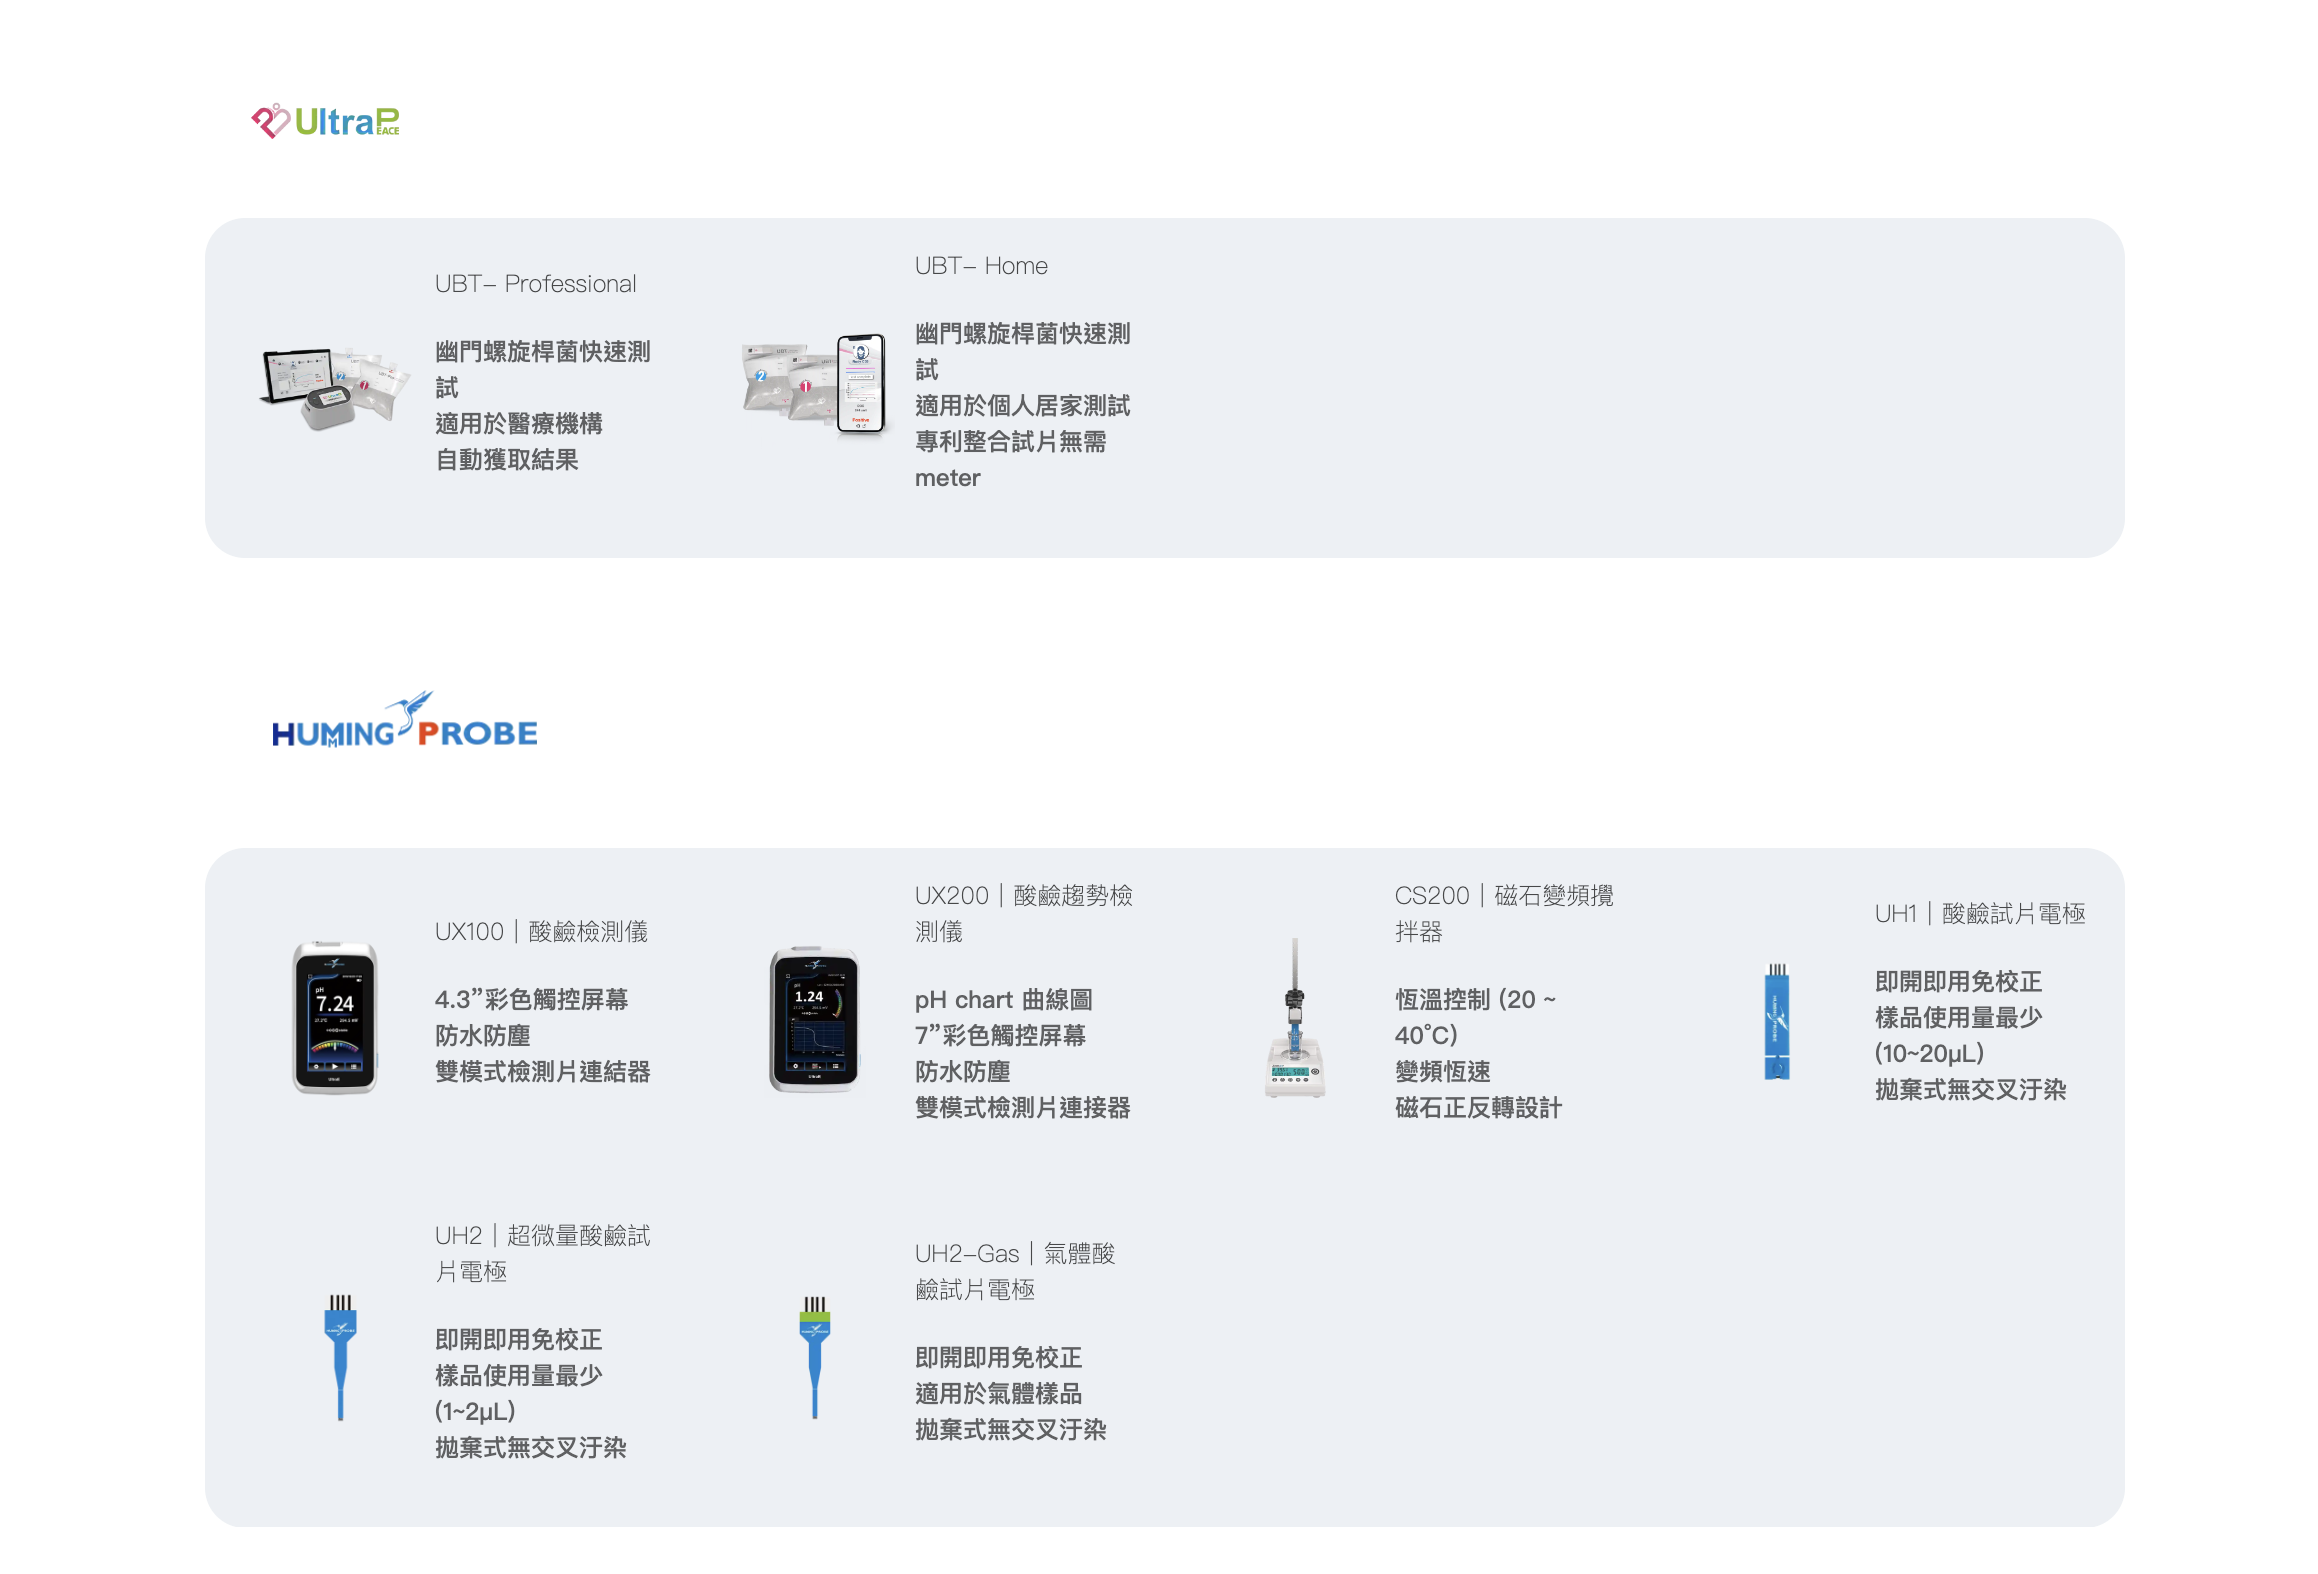 UltraPEACE
UBT- Professional
幽門螺旋桿菌快速測
試
適用於醫療機構
自動獲取結果
UBT- Home
幽門螺旋桿菌快速測
試
適用於個人居家測試
專利整合試片無需
meter
UBT
2
1
Positive
HUMMING PROBE
UX100｜酸鹼檢測儀
4.3”彩色觸控屏幕
防水防塵
雙模式檢測片連結器
pH
7.24
UX200｜酸鹼趨勢檢
測儀
pH chart 曲線圖
7”彩色觸控屏幕
防水防塵
雙模式檢測片連接器
pH
1.24
CS200｜磁石變頻攪
拌器
恆溫控制 (20 ~
40°C)
變頻恆速
磁石正反轉設計
UH1｜酸鹼試片電極
即開即用免校正
樣品使用量最少
(10~20µL)
拋棄式無交叉汙染
UH2｜超微量酸鹼試
片電極
即開即用免校正
樣品使用量最少
(1~2µL)
拋棄式無交叉汙染
UH2-Gas｜氣體酸
鹼試片電極
即開即用免校正
適用於氣體樣品
拋棄式無交叉汙染